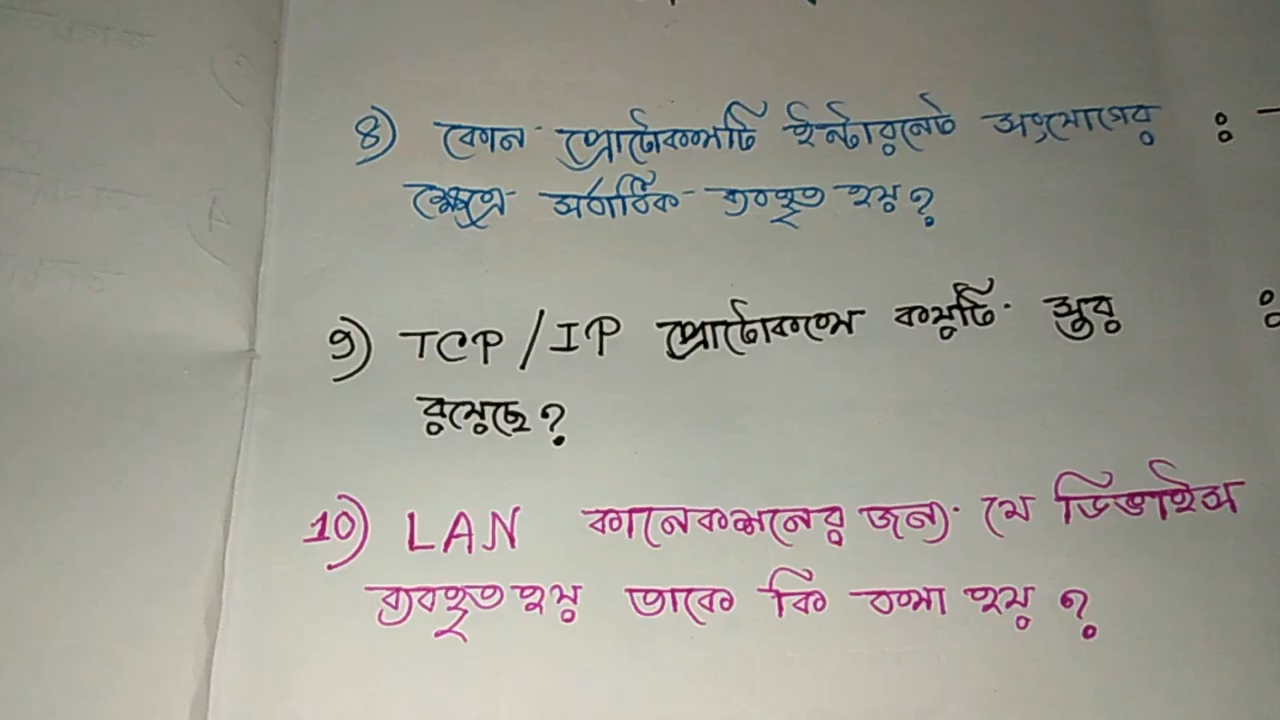 8) কোন প্রোটোকলটি ইন্টারনেট সংযোগের :
ক্ষেত্রে সর্বাধিক ব্যবহৃত হয়?
9) TCP/IP প্রোটোকলে কয়টি স্তর :
রয়েছে?
10) LAN কানেকশনের জন্য যে ডিভাইস
ব্যবহৃত হয় তাকে কি বলা হয় ?